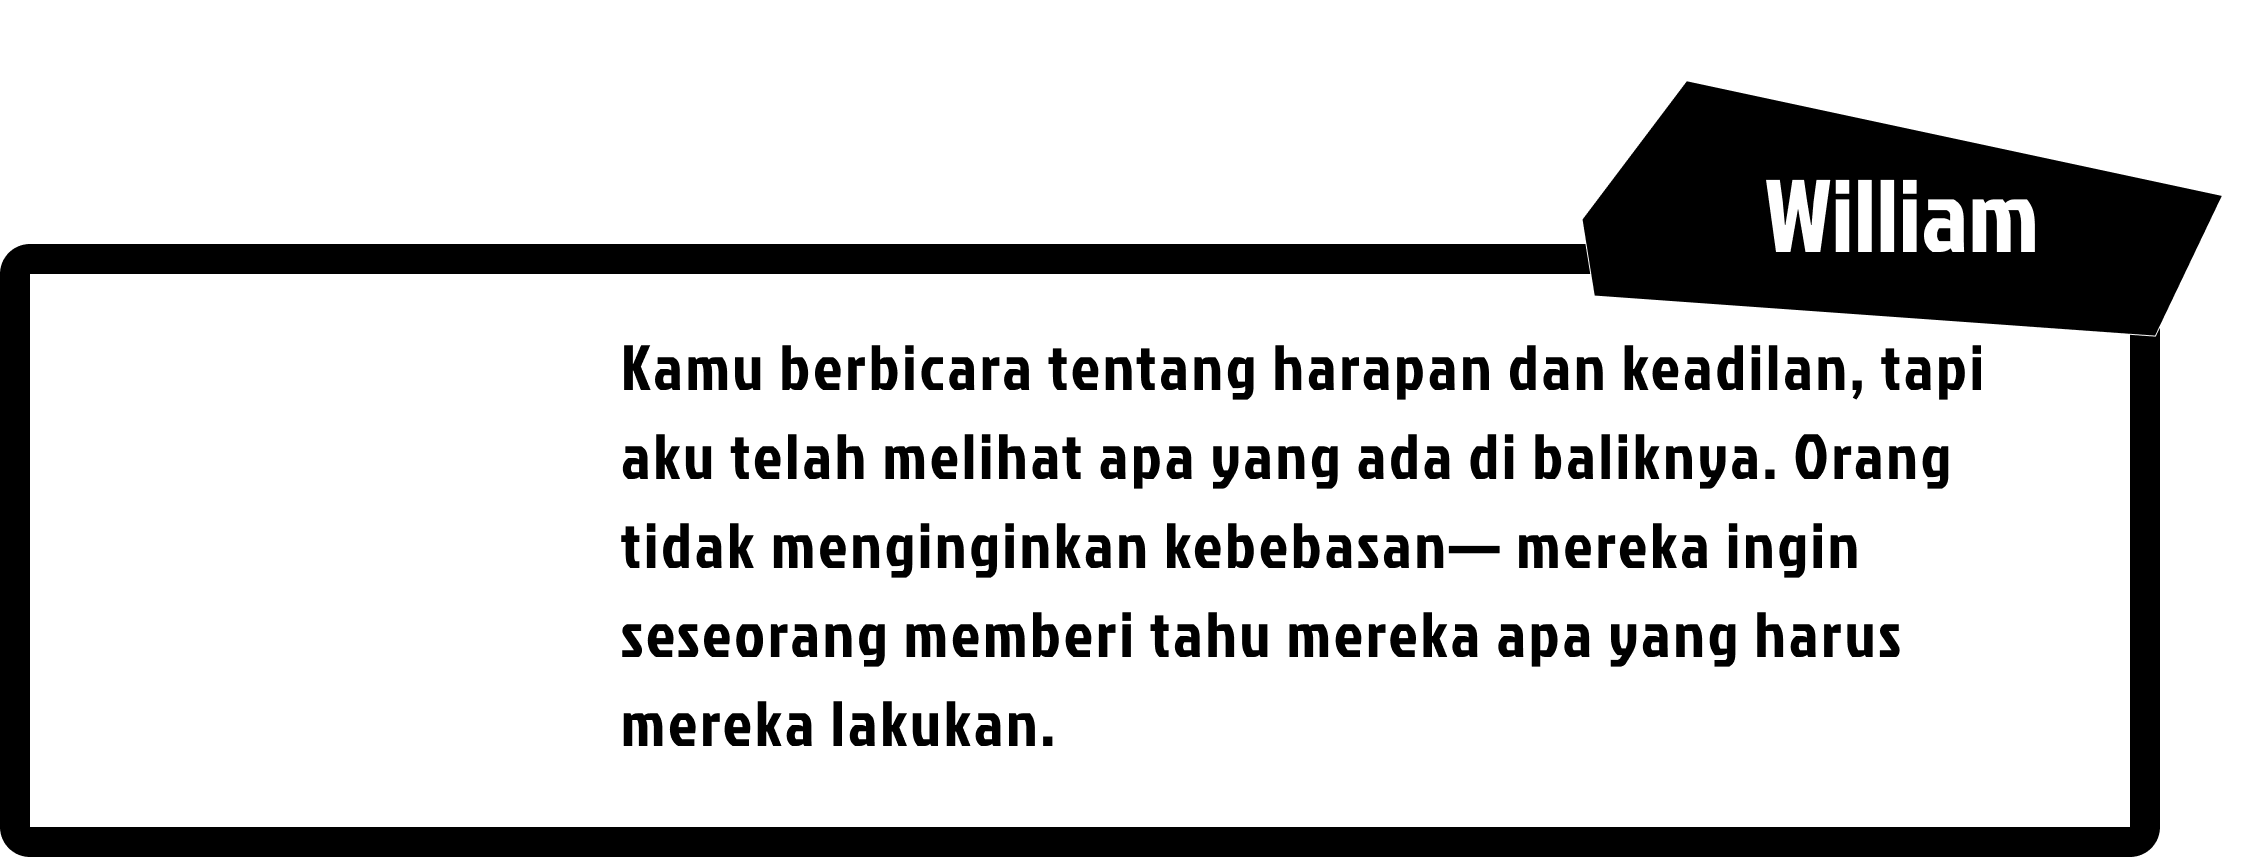 William
Kamu berbicara tentang harapan dan keadilan, tapi
aku telah melihat apa yang ada di baliknya. Orang
tidak menginginkan kebebasan— mereka ingin
seseorang memberi tahu mereka apa yang harus
mereka lakukan.